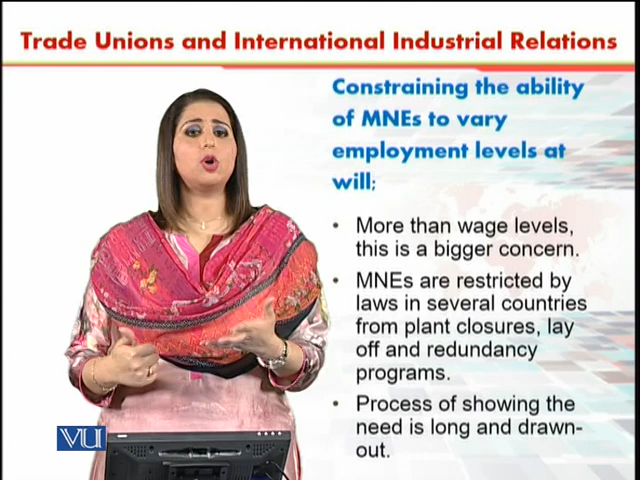 Trade Unions and International Industrial Relations
Constraining the ability
of MNEs to vary
employment levels at
will;
• More than wage levels,
this is a bigger concern.
• MNEs are restricted by
laws in several countries
from plant closures, lay
off and redundancy
programs.
• Process of showing the
need is long and drawn-
out.
VU